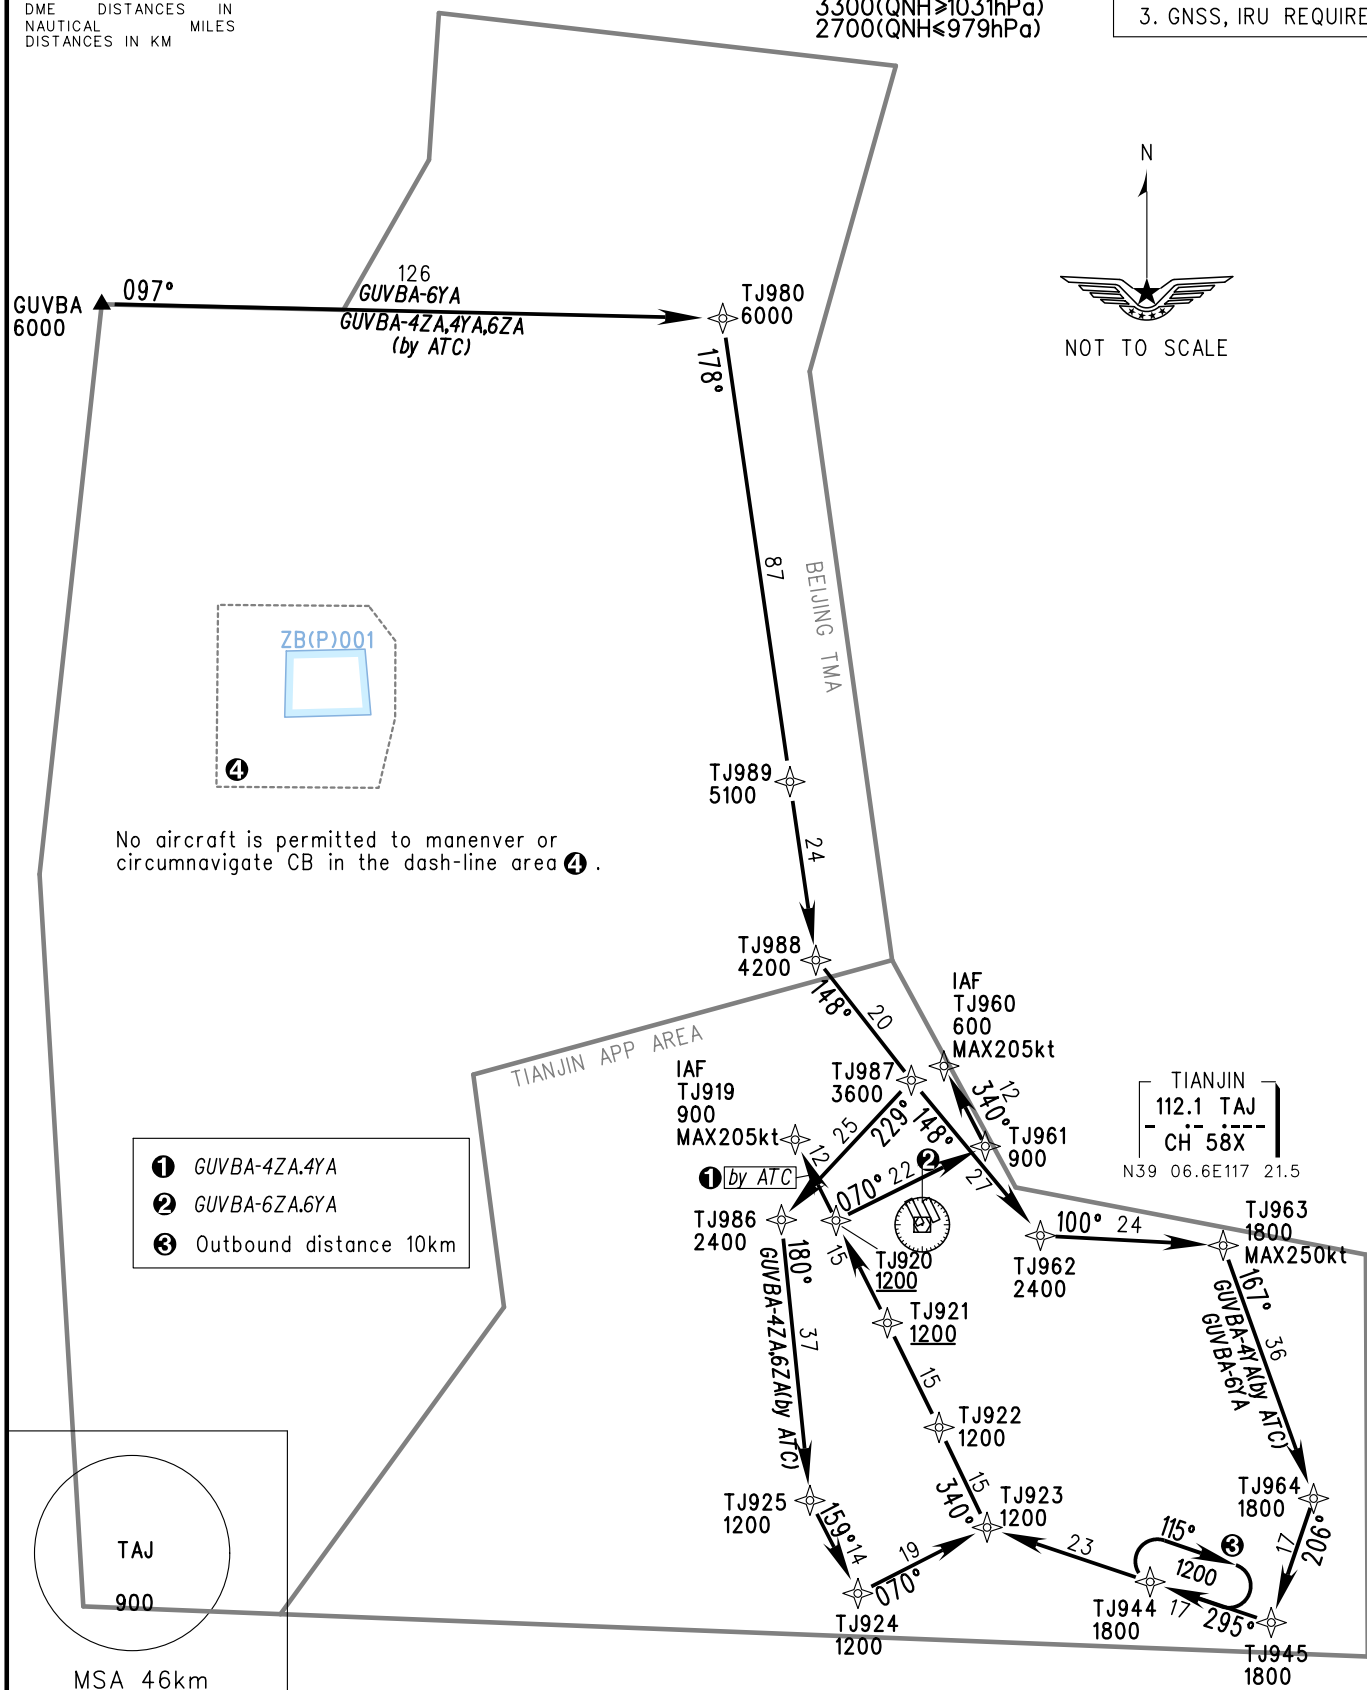 DME DISTANCES IN
NAUTICAL MILES
DISTANCES IN KM
3300(QNH≥1031hPa)
2700(QNH≤979hPa)
3. GNSS, IRU REQUIRE
N
NOT TO SCALE
GUVBA
6000
097°
126
GUVBA-6YA
GUVBA-4ZA,4YA,6ZA
(by ATC)
TJ980
6000
178°
87
BEIJING TMA
ZB(P)001
4
No aircraft is permitted to manenver or
circumnavigate CB in the dash-line area 4 .
TJ989
5100
24
TJ988
4200
148°
20
TIANJIN APP AREA
IAF
TJ960
600
MAX205kt
12
340°
TJ987
3600
229°
25
148°
27
IAF
TJ919
900
MAX205kt
12
1 by ATC
TJ961
900
2
070° 22
TIANJIN
112.1 TAJ
CH 58X
N39 06.6E117 21.5
1 GUVBA-4ZA.4YA
2 GUVBA-6ZA.6YA
3 Outbound distance 10km
TJ986
2400
180°
37
GUVBA-4ZA,6ZA(by ATC)
15
TJ920
1200
TJ962
2400
100° 24
TJ963
1800
MAX250kt
167°
36
GUVBA-4YA(by ATC)
GUVBA-6YA
TJ921
1200
15
TJ922
1200
15
340°
TJ923
1200
TJ925
1200
159° 14
TJ924
1200
19
070°
23
TJ964
1800
206°
17
115°
3
1200
TJ944
1800
17
295°
TJ945
1800
TAJ
900
MSA 46km